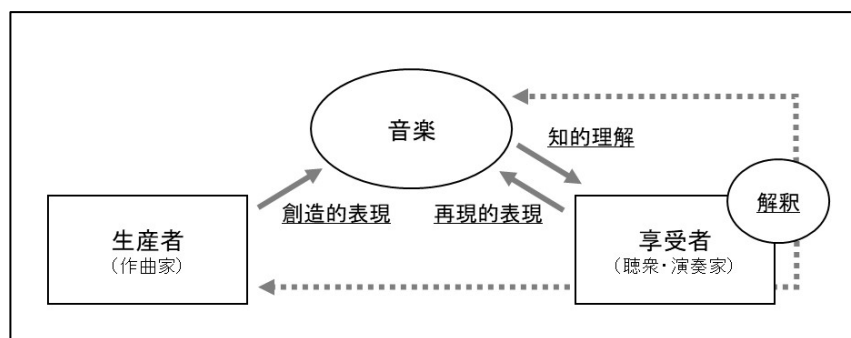 音楽
知的理解
解釈
創造的表現
再現的表現
生産者
(作曲家)
享受者
(聴衆・演奏家)